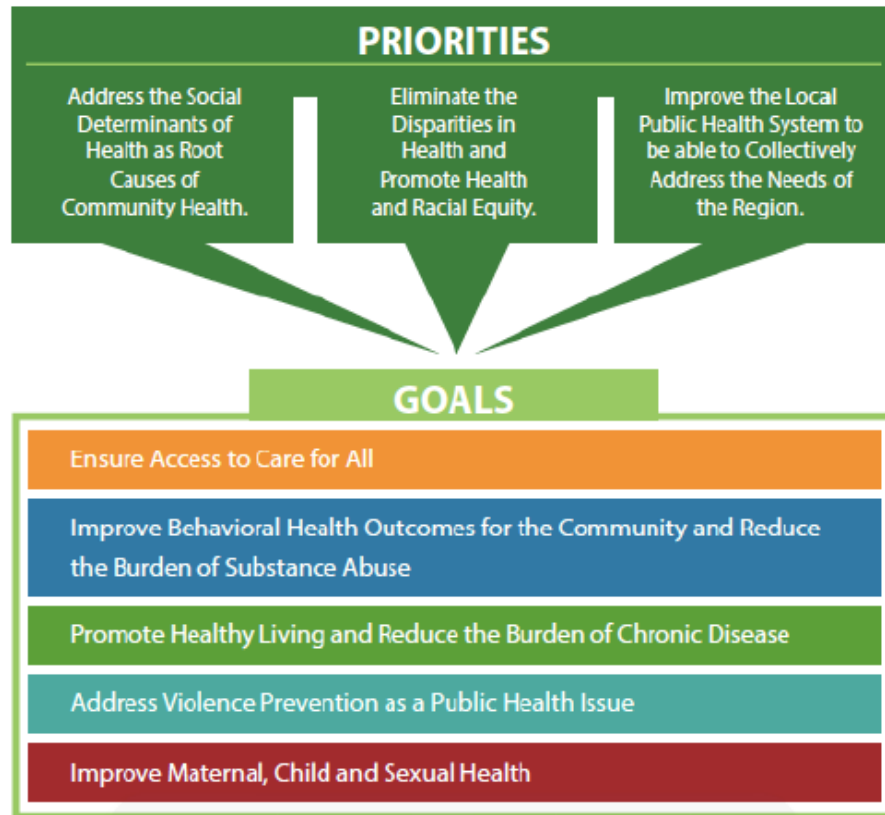 PRIORITIES
Address the Social
Determinants of
Health as Root
Causes of
Community Health.
Eliminate the
Disparities in
Health and
Promote Health
and Racial Equity.
Improve the Local
Public Health System to
be able to Collectively
Address the Needs of
the Region.
GOALS
Ensure Access to Care for All
Improve Behavioral Health Outcomes for the Community and Reduce
the Burden of Substance Abuse
Promote Healthy Living and Reduce the Burden of Chronic Disease
Address Violence Prevention as a Public Health Issue
Improve Maternal, Child and Sexual Health